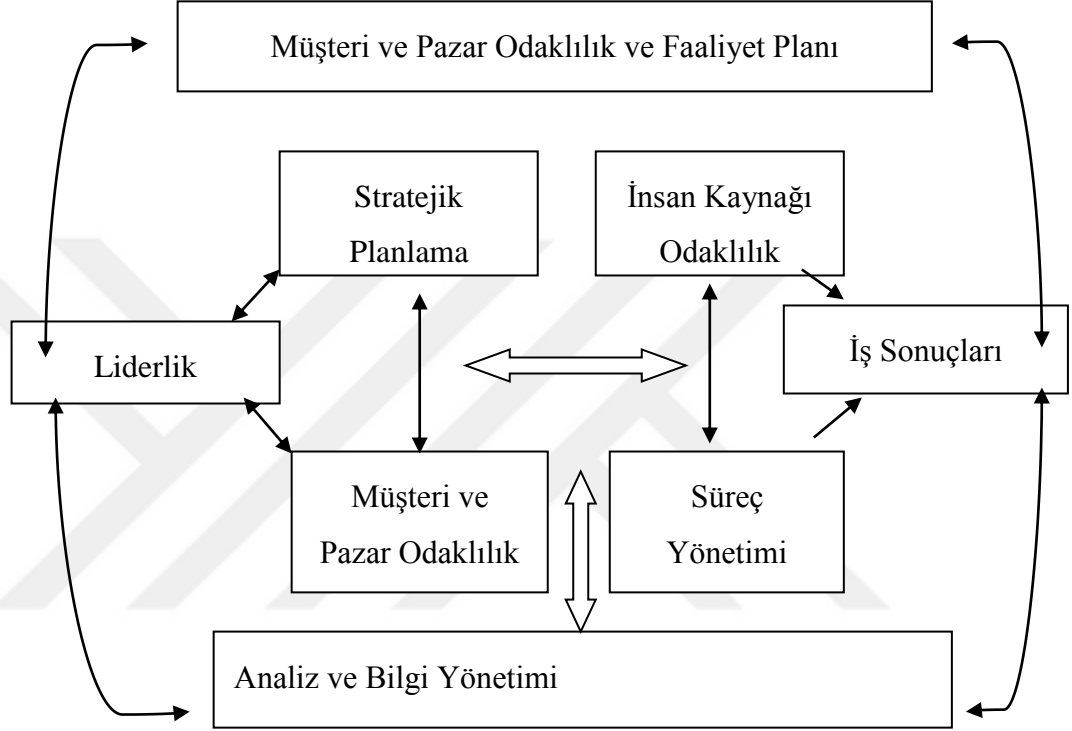 Müşteri ve Pazar Odaklılık ve Faaliyet Planı
Stratejik
Planlama
İnsan Kaynağı
Odaklılık
Liderlik
İş Sonuçları
Müşteri ve
Pazar Odaklılık
Süreç
Yönetimi
Analiz ve Bilgi Yönetimi